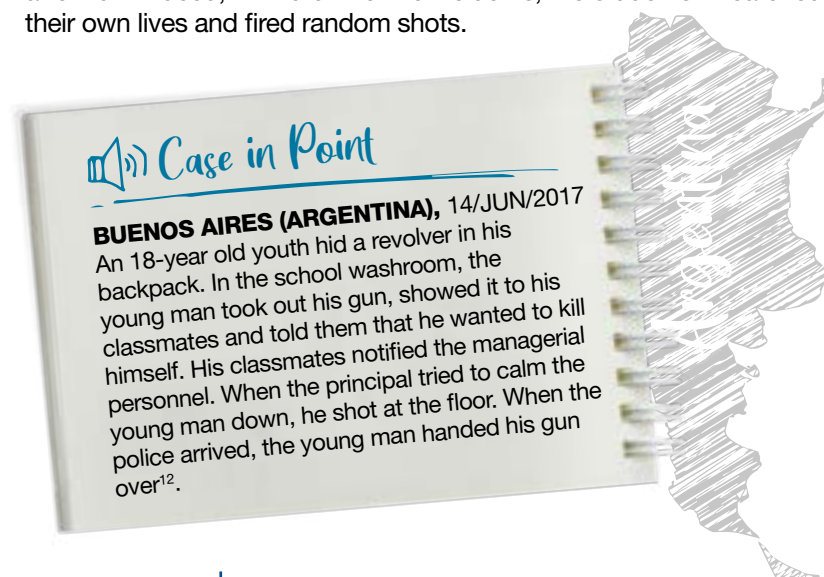 their own lives and fired random shots.
Case in Point
BUENOS AIRES (ARGENTINA), 14/JUN/2017
An 18-year old youth hid a revolver in his
backpack. In the school washroom, the
young man took out his gun, showed it to his
classmates and told them that he wanted to kill
himself. His classmates notified the managerial
personnel. When the principal tried to calm the
young man down, he shot at the floor. When the
police arrived, the young man handed his gun
over¹².
Argentina